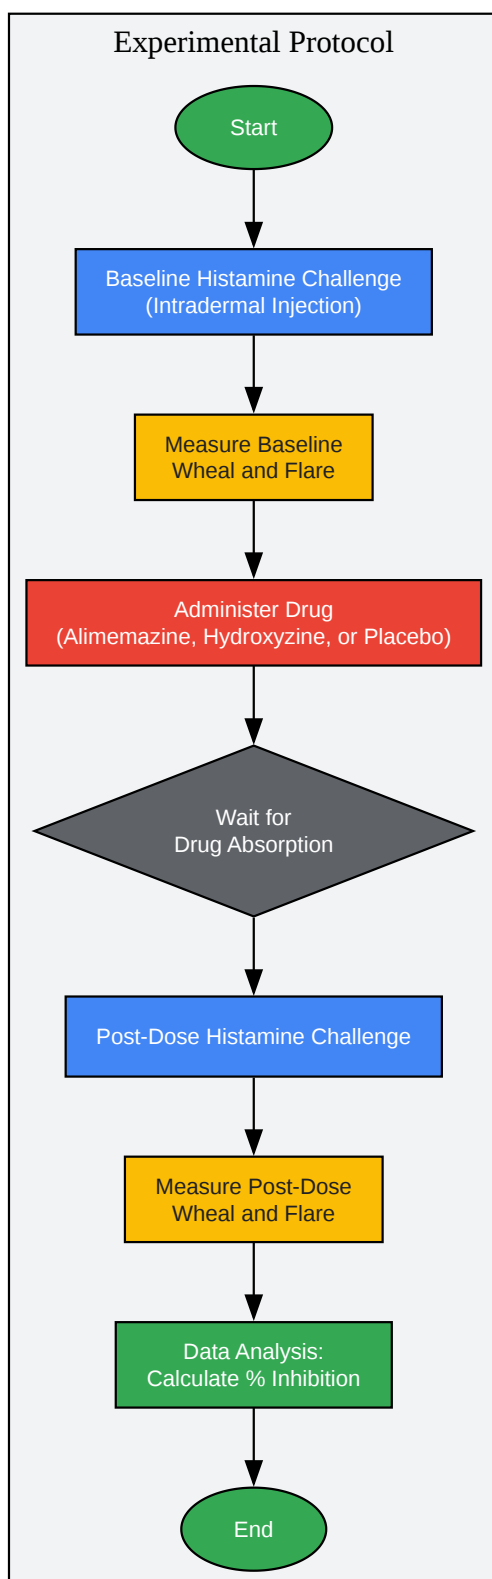 Experimental Protocol
Start
Baseline Histamine Challenge
(Intradermal Injection)
Measure Baseline
Wheal and Flare
Administer Drug
(Alimemazine, Hydroxyzine, or Placebo)
Wait for
Drug Absorption
Post-Dose Histamine Challenge
Measure Post-Dose
Wheal and Flare
Data Analysis:
Calculate % Inhibition
End